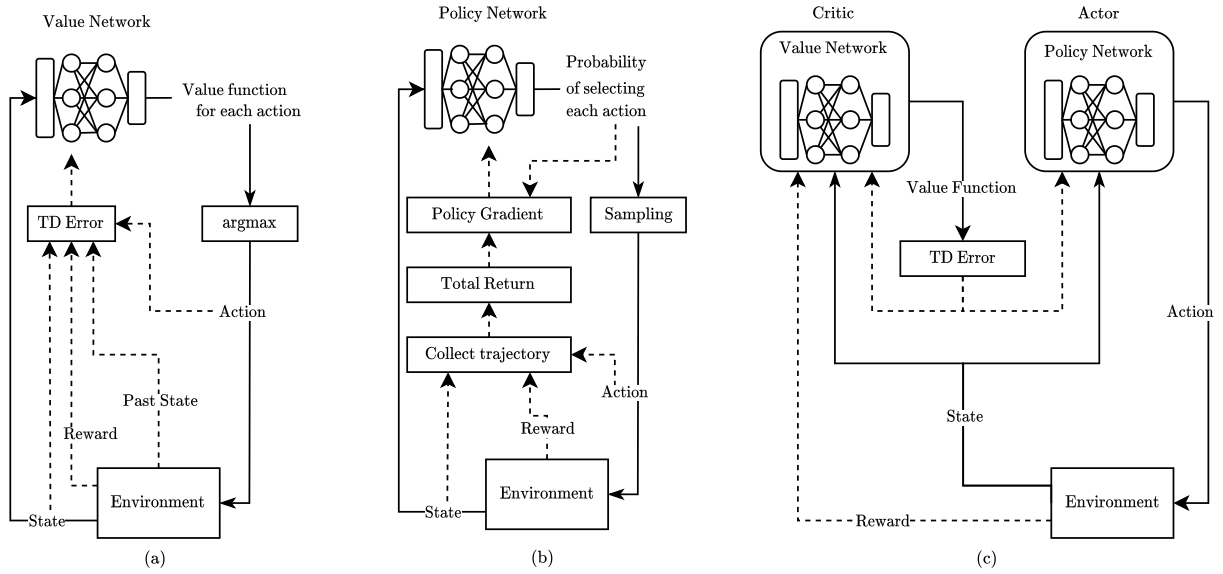 Value Network
Value function
for each action
TD Error
argmax
Action
Past State
Reward
Environment
State
(a)
Policy Network
Probability
of selecting
each action
Policy Gradient
Sampling
Total Return
Collect trajectory
Action
Reward
Environment
State
(b)
Critic
Actor
Value Network
Policy Network
Value Function
TD Error
Action
State
Environment
Reward
(c)